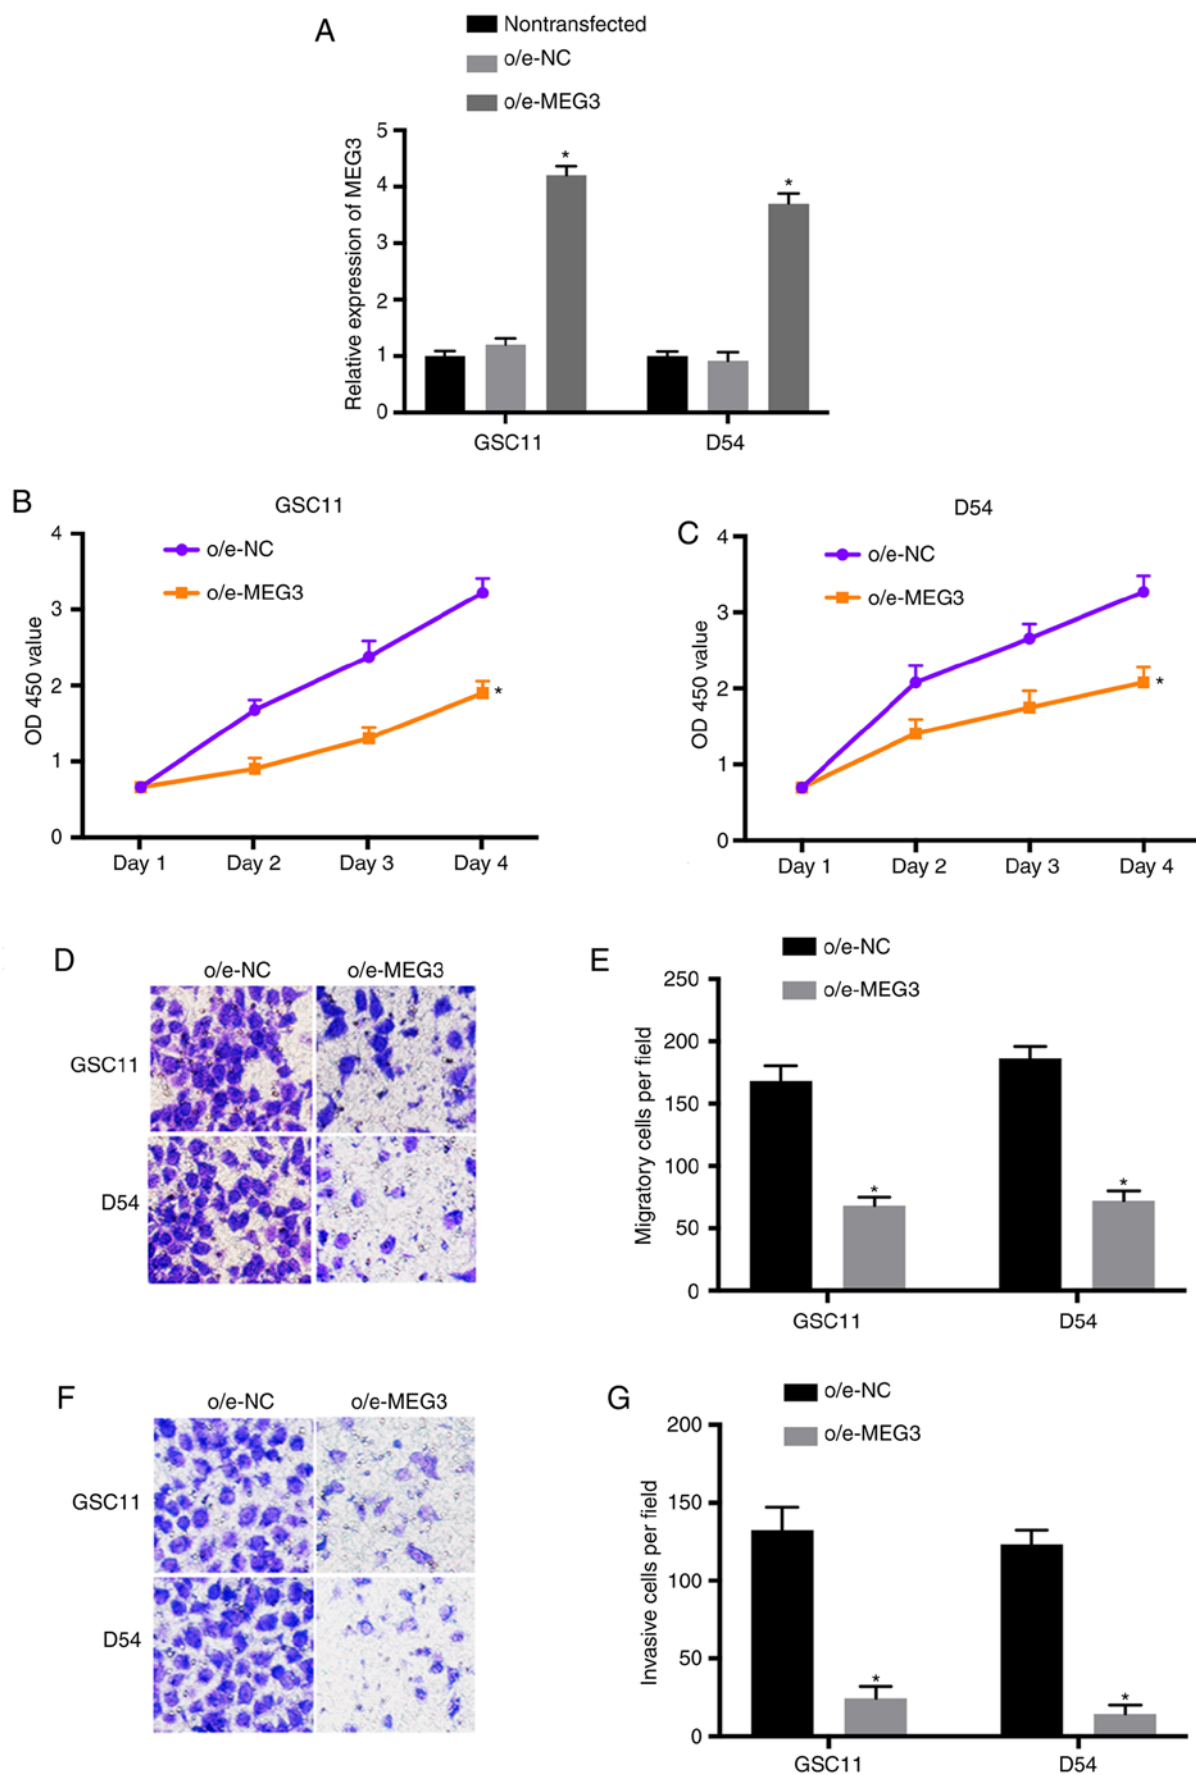 A
Nontransfected
o/e-NC
o/e-MEG3
Relative expression of MEG3
5
4
3
2
1
0
*
*
GSC11
D54
B
GSC11
o/e-NC
o/e-MEG3
OD 450 value
4
3
2
1
0
*
Day 1
Day 2
Day 3
Day 4
C
D54
o/e-NC
o/e-MEG3
OD 450 value
4
3
2
1
0
*
Day 1
Day 2
Day 3
Day 4
D
o/e-NC
o/e-MEG3
GSC11
D54
E
o/e-NC
o/e-MEG3
Migratory cells per field
250
200
150
100
50
0
*
*
GSC11
D54
F
o/e-NC
o/e-MEG3
GSC11
D54
G
o/e-NC
o/e-MEG3
Invasive cells per field
200
150
100
50
0
*
*
GSC11
D54